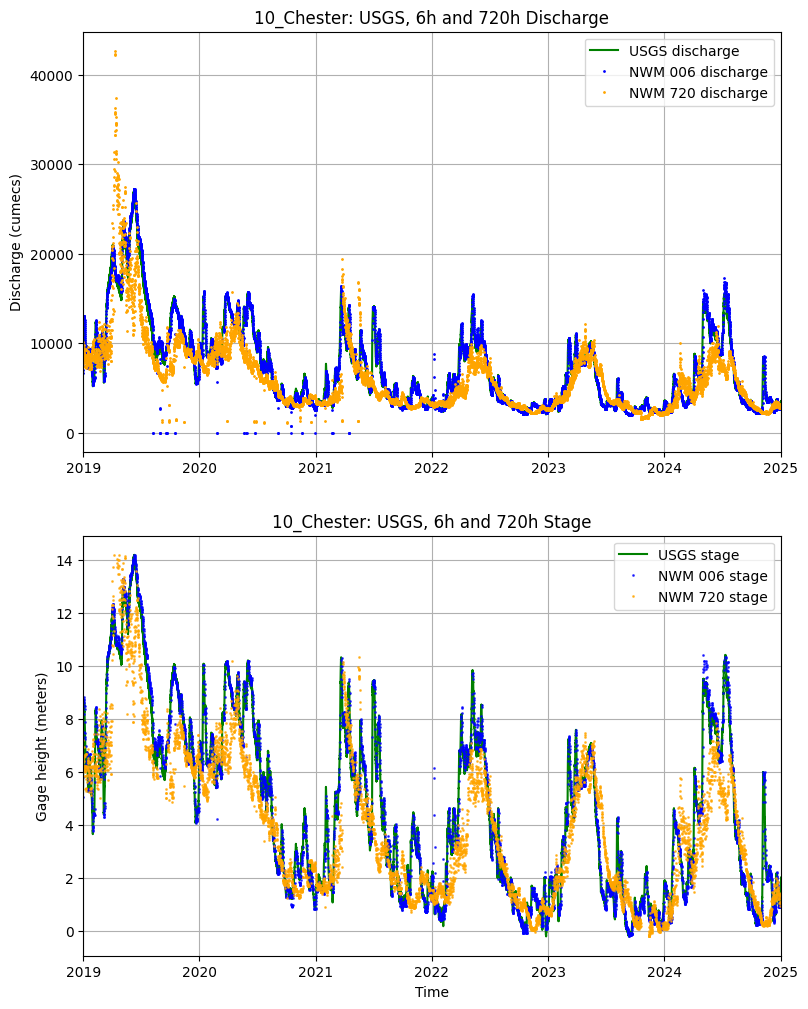 10_Chester: USGS, 6h and 720h Discharge
USGS discharge
NWM 006 discharge
NWM 720 discharge
Discharge (cumecs)
40000
30000
20000
10000
0
2019 2020 2021 2022 2023 2024 2025
10_Chester: USGS, 6h and 720h Stage
USGS stage
NWM 006 stage
NWM 720 stage
Gage height (meters)
14
12
10
8
6
4
2
0
2019 2020 2021 2022 2023 2024 2025
Time